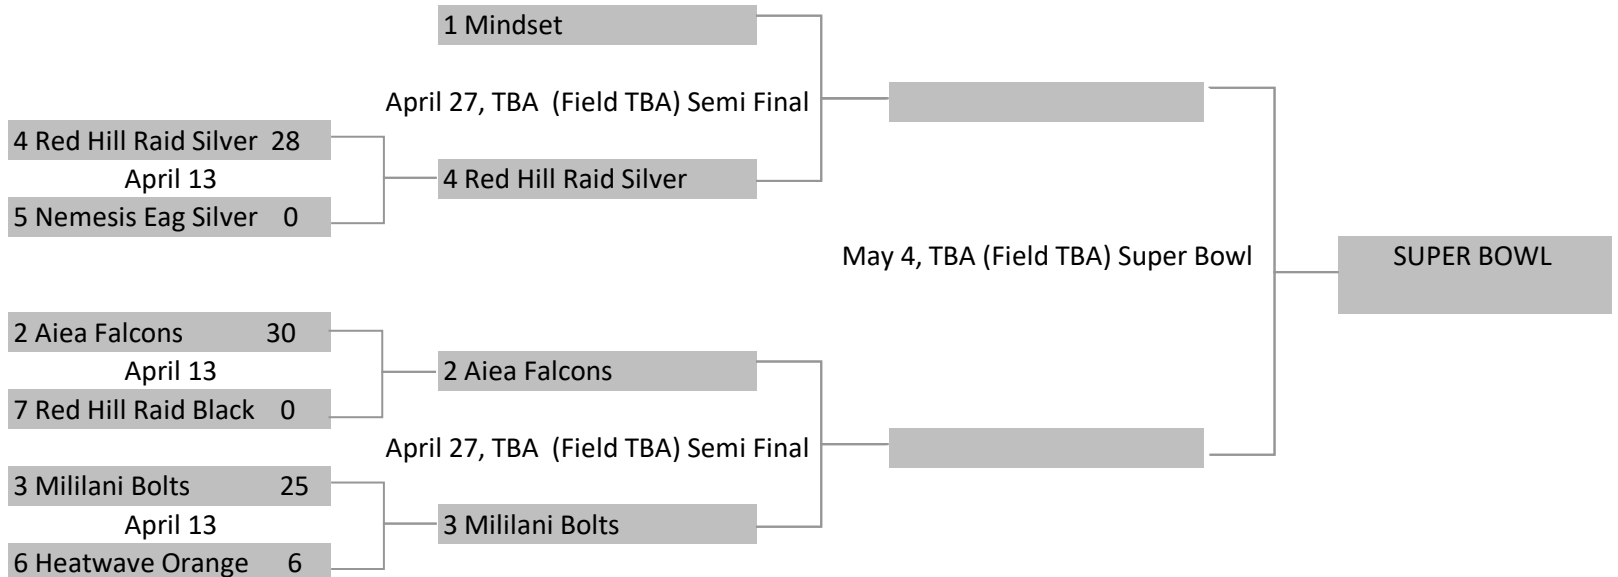 1 Mindset
April 27, TBA  (Field TBA) Semi Final
4 Red Hill Raid Silver  28
April 13
5 Nemesis Eag Silver   0
4 Red Hill Raid Silver
May 4, TBA (Field TBA) Super Bowl
SUPER BOWL
2 Aiea Falcons  30
April 13
7 Red Hill Raid Black   0
2 Aiea Falcons
April 27, TBA  (Field TBA) Semi Final
3 Mililani Bolts  25
April 13
6 Heatwave Orange  6
3 Mililani Bolts